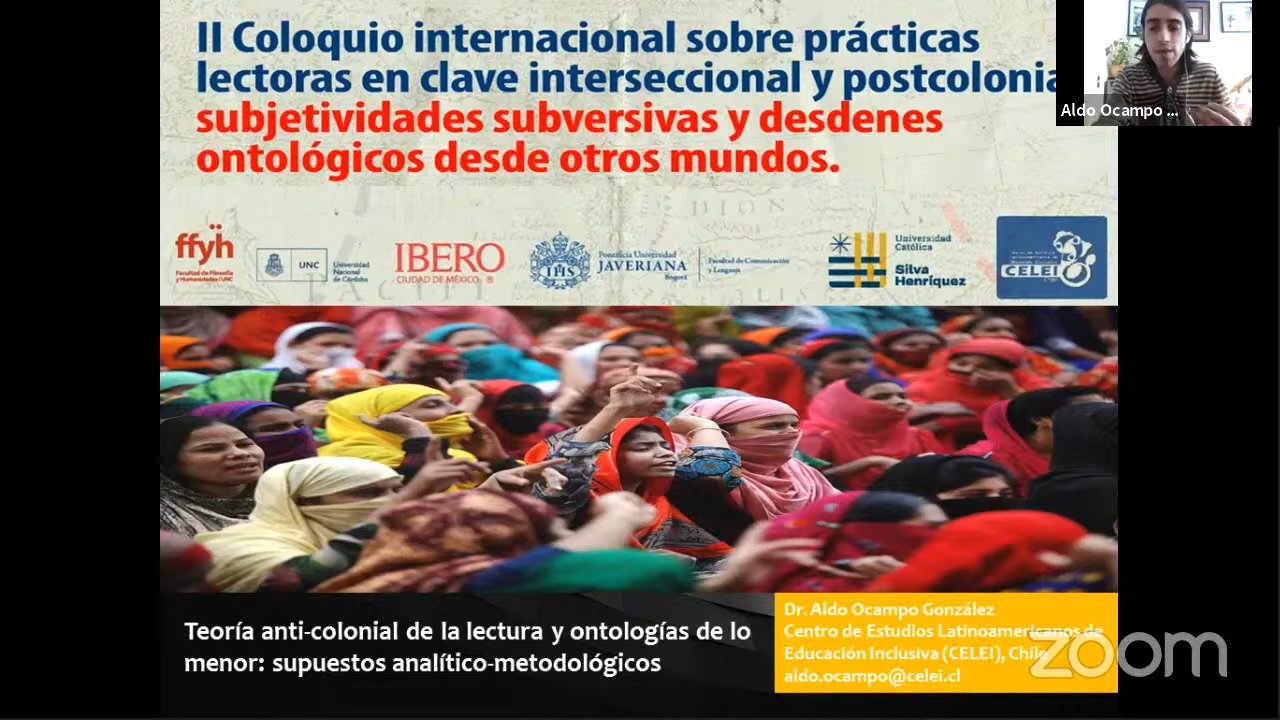 II Coloquio internacional sobre prácticas
lectoras en clave interseccional y postcolonia
subjetividades subversivas y desdenes
ontológicos desde otros mundos.
Aldo Ocampo ...
ffyh
Facultad de Filosofía
y Humanidades | UNC
UNC
Universidad
Nacional
de Córdoba
IBERO
CIUDAD DE MÉXICO ®
IHS
Pontificia Universidad
JAVERIANA
Bogotá
Facultad de Comunicación
y Lenguaje
Universidad
Católica
Silva
Henríquez
CELEI
Teoría anti-colonial de la lectura y ontologías de lo
menor: supuestos analítico-metodológicos
Dr. Aldo Ocampo González
Centro de Estudios Latinoamericanos de
Educación Inclusiva (CELEI), Chile
aldo.ocampo@celei.cl
zoom